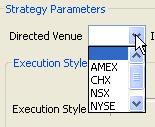 Strategy Parameters
Directed Venue
AMEX
Execution Style
CHX
NSX
NYSE
Execution Style